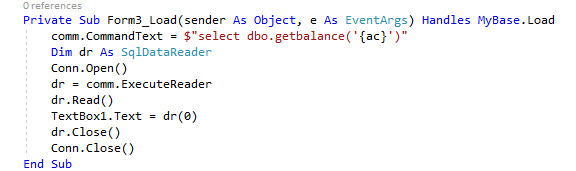 0 references
Private Sub Form3_Load(sender As Object, e As EventArgs) Handles MyBase.Load
    comm.CommandText = $"select dbo.getbalance('{ac}')"
    Dim dr As SqlDataReader
    Conn.Open()
    dr = comm.ExecuteReader
    dr.Read()
    TextBox1.Text = dr(0)
    dr.Close()
    Conn.Close()
End Sub